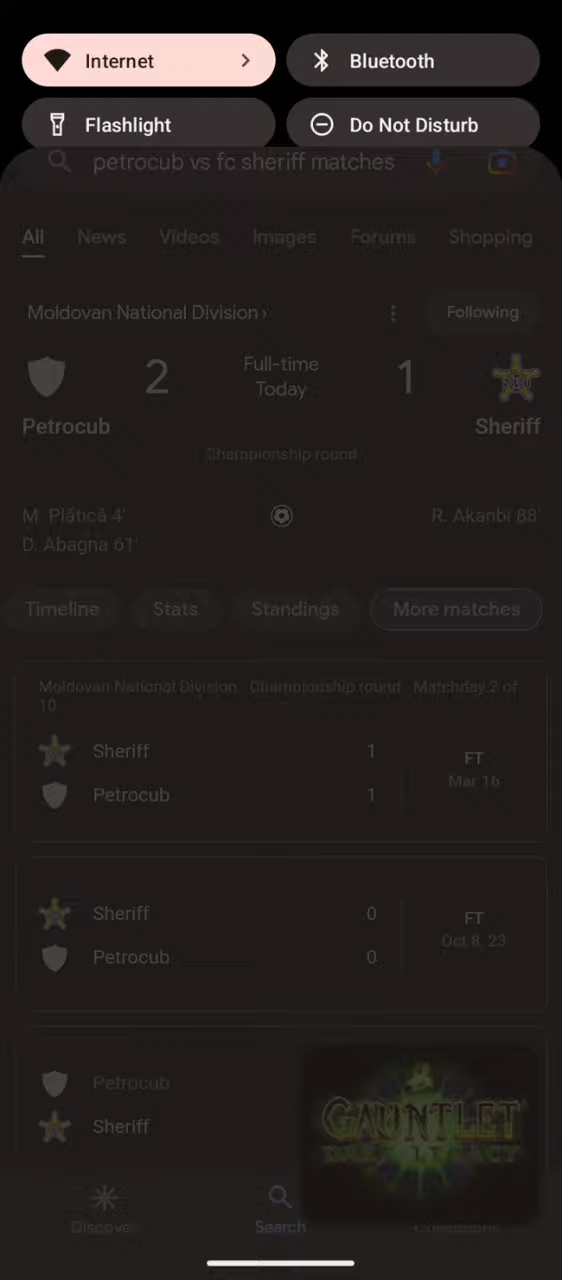 Internet
Bluetooth
Flashlight
Do Not Disturb
petrocub vs fc sheriff matches
All News Videos Images Forums Shopping
Moldovan National Division ›
Following
2 Full-time 1
Today
Petrocub Sheriff
Championship round
M. Plătică 4' R. Akanbi 88'
D. Abagna 61'
Timeline Stats Standings More matches
Moldovan National Division · Championship round · Matchday 2 of
10
Sheriff 1
FT
Mar 16
Petrocub 1
Sheriff 0
FT
Oct 8, 23
Petrocub 0
Petrocub
Sheriff
GAUNTLET
DARK LEGACY
Discover Search Collections